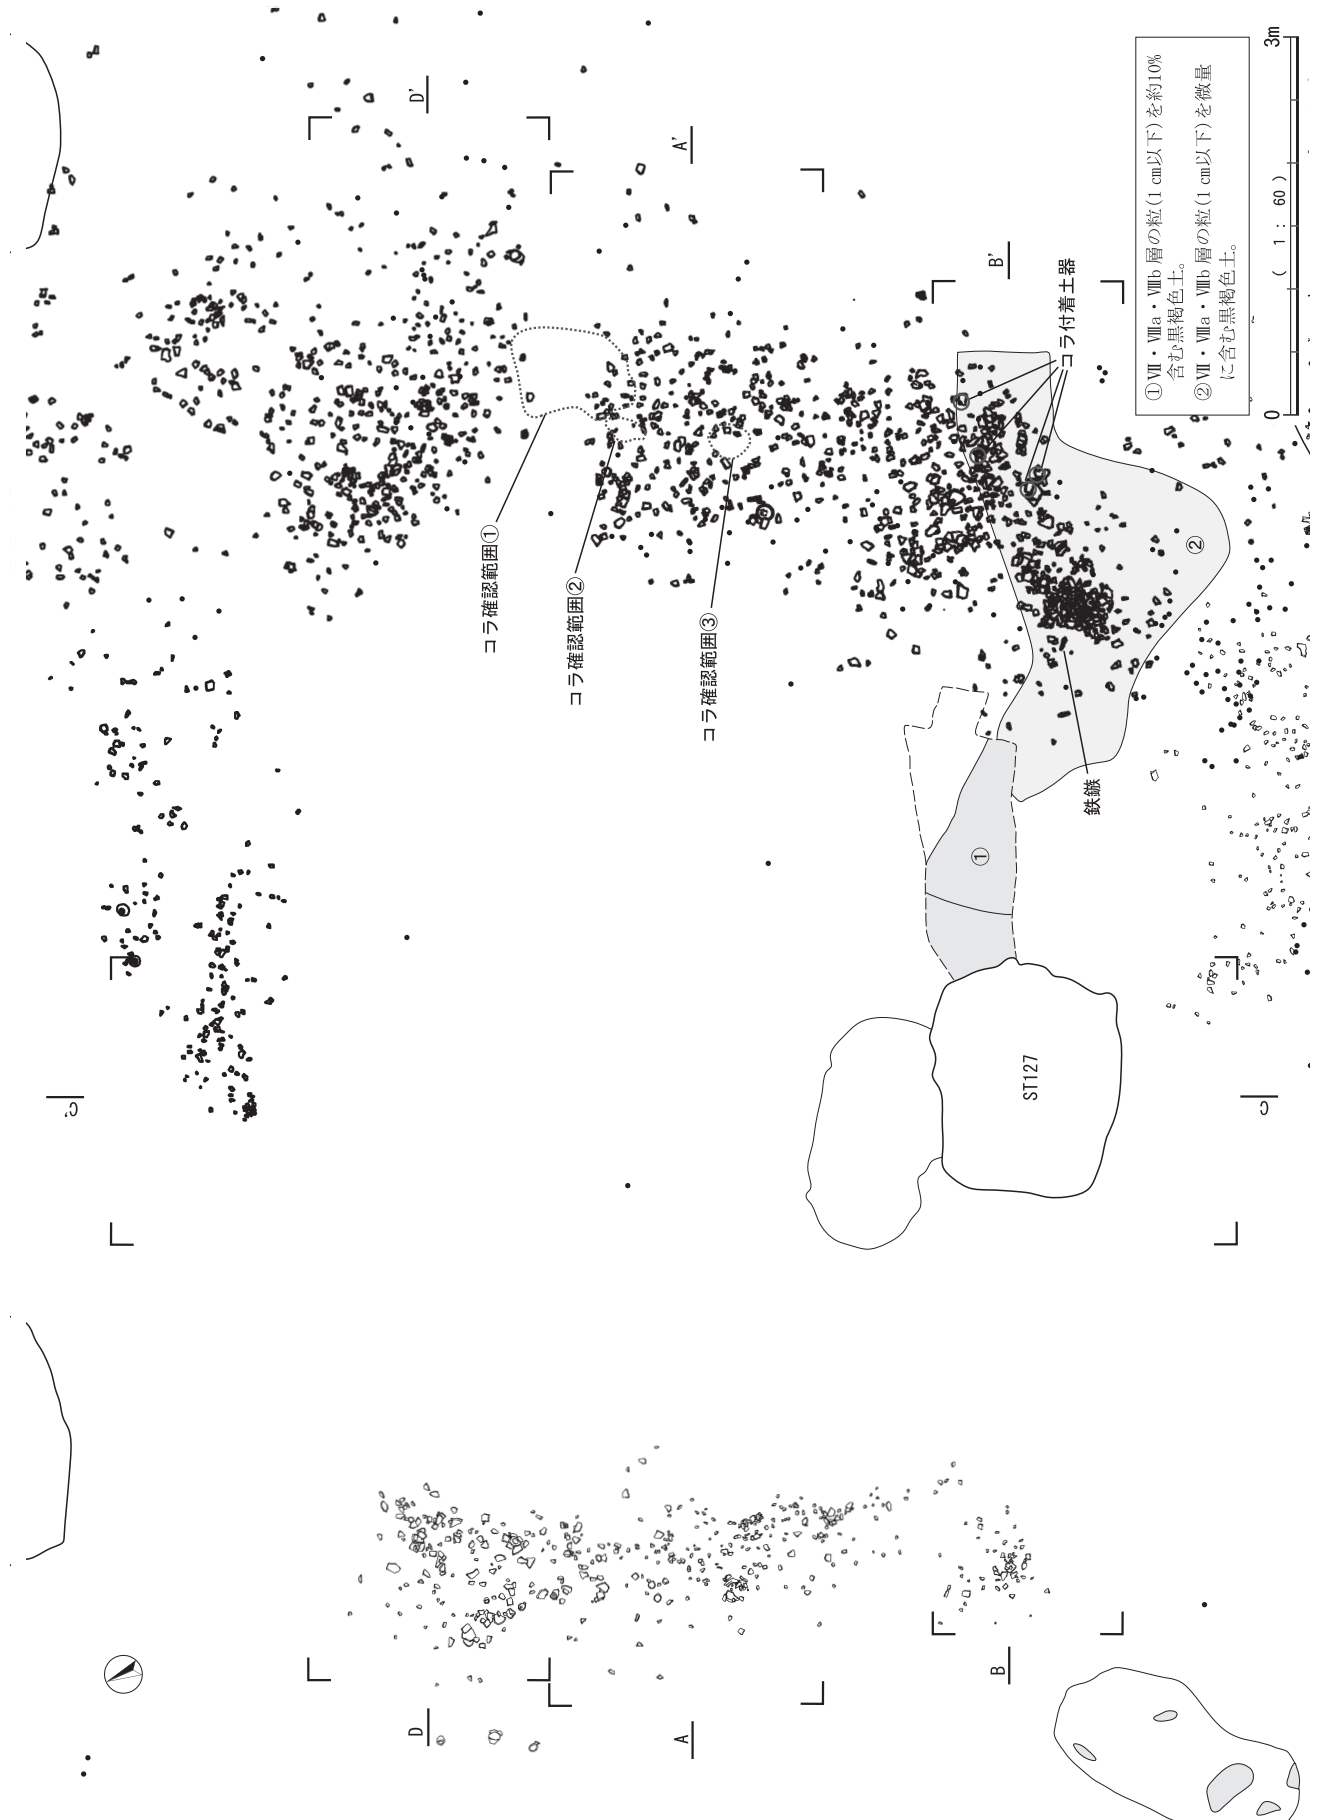 D'
A'
B'
コラ付着土器
コラ確認範囲①
コラ確認範囲②
コラ確認範囲③
鉄鏃
①
②
ST127
C'
C
D
A
B
①Ⅶ・Ⅷa・Ⅷb 層の粒(1 cm以下)を約10%
含む黒褐色土。
②Ⅶ・Ⅷa・Ⅷb 層の粒(1 cm以下)を微量
に含む黒褐色土。
0 ( 1 : 60 ) 3m